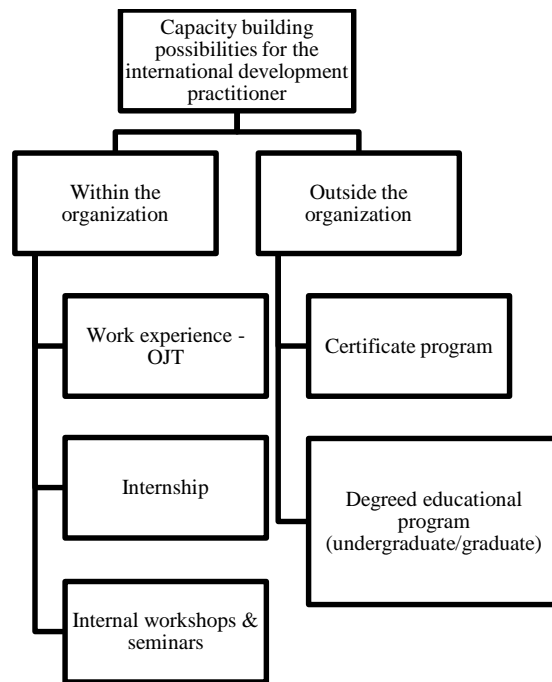 Capacity building
possibilities for the
international development
practitioner
Within the
organization
Outside the
organization
Work experience -
OJT
Certificate program
Internship
Degreed educational
program
(undergraduate/graduate)
Internal workshops &
seminars